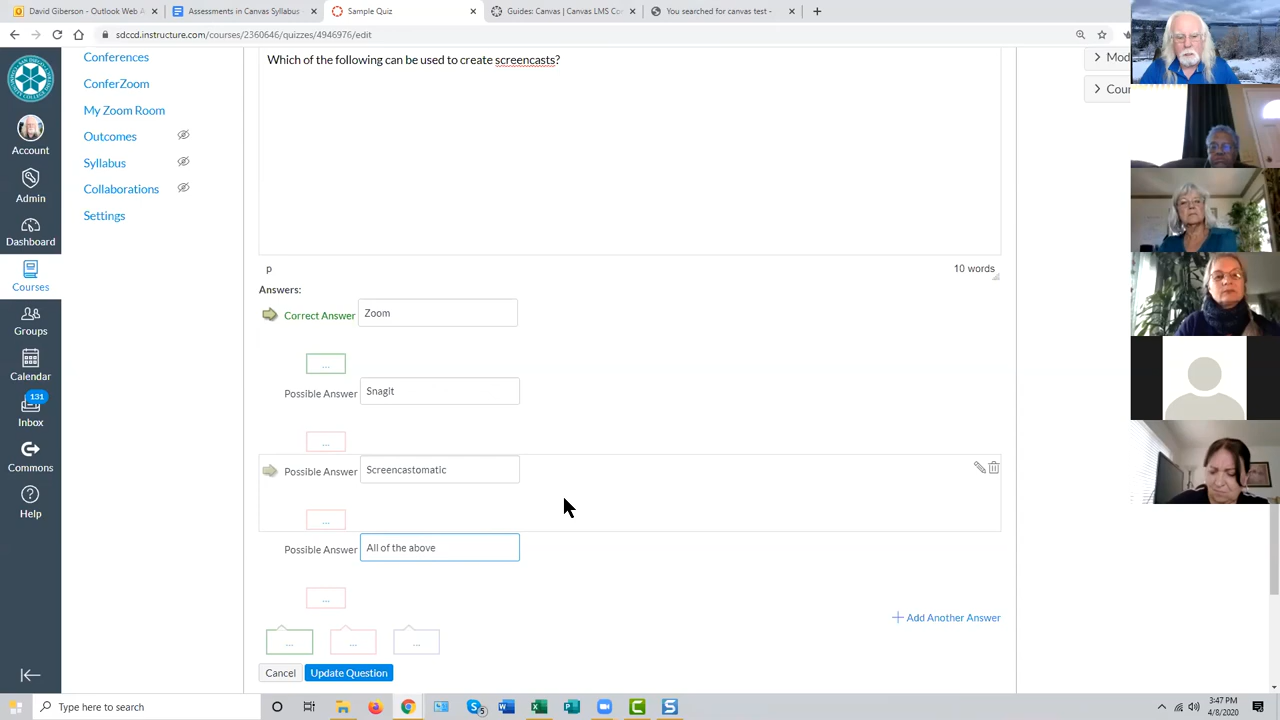 David Giberson - Outlook Web A
Assessments in Canvas Syllabus
Sample Quiz
Guides: Canvas | Canvas LMS Co
You searched for canvas test -
sdccd.instructure.com/courses/2360646/quizzes/4946976/edit
Account
Admin
Dashboard
Courses
Groups
Calendar
131
Inbox
Commons
Help
Conferences
ConferZoom
My Zoom Room
Outcomes
Syllabus
Collaborations
Settings
Which of the following can be used to create screencasts?
p
10 words
Answers:
Correct Answer
Zoom
...
Possible Answer
SnagIt
...
Possible Answer
Screencastomatic
...
Possible Answer
All of the above
...
Add Another Answer
... ... ...
Cancel
Update Question
Type here to search
5
3:47 PM
4/8/2020